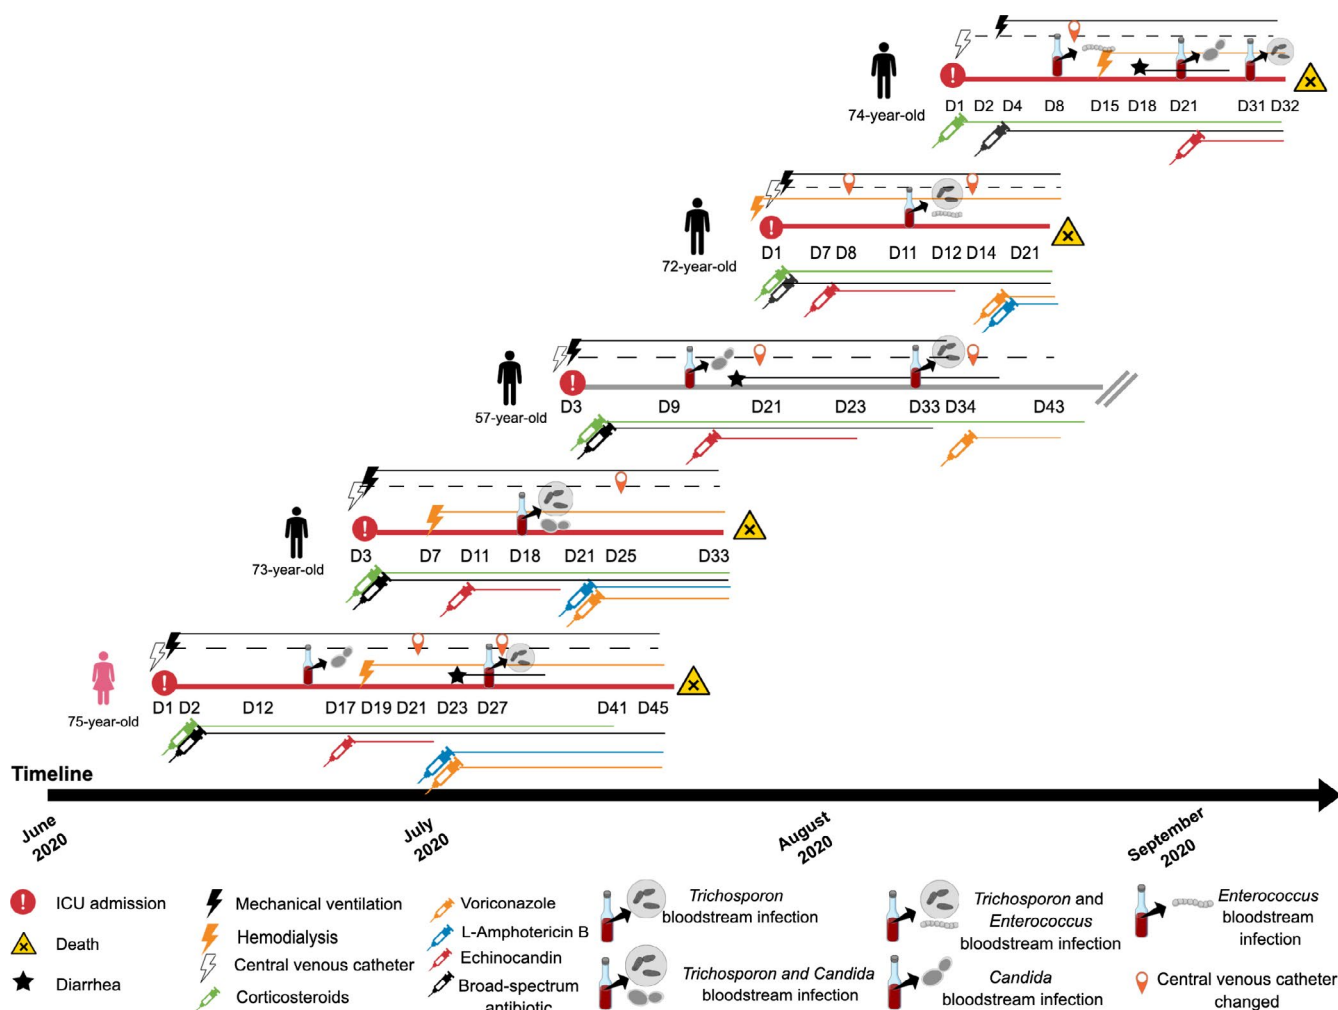 74-year-old
D1 D2 D4 D8 D15 D18 D21 D31 D32
72-year-old
D1 D7 D8 D11 D12 D14 D21
57-year-old
D3 D9 D21 D23 D33 D34 D43
73-year-old
D3 D7 D11 D18 D21 D25 D33
75-year-old
D1 D2 D12 D17 D19 D21 D23 D27 D41 D45
Timeline
June
2020
July
2020
August
2020
September
2020
ICU admission
Death
Diarrhea
Mechanical ventilation
Hemodialysis
Central venous catheter
Corticosteroids
Voriconazole
L-Amphotericin B
Echinocandin
Broad-spectrum
antibiotic
Trichosporon
bloodstream infection
Trichosporon and Candida
bloodstream infection
Trichosporon and
Enterococcus
bloodstream infection
Candida
bloodstream infection
Enterococcus
bloodstream
infection
Central venous catheter
changed